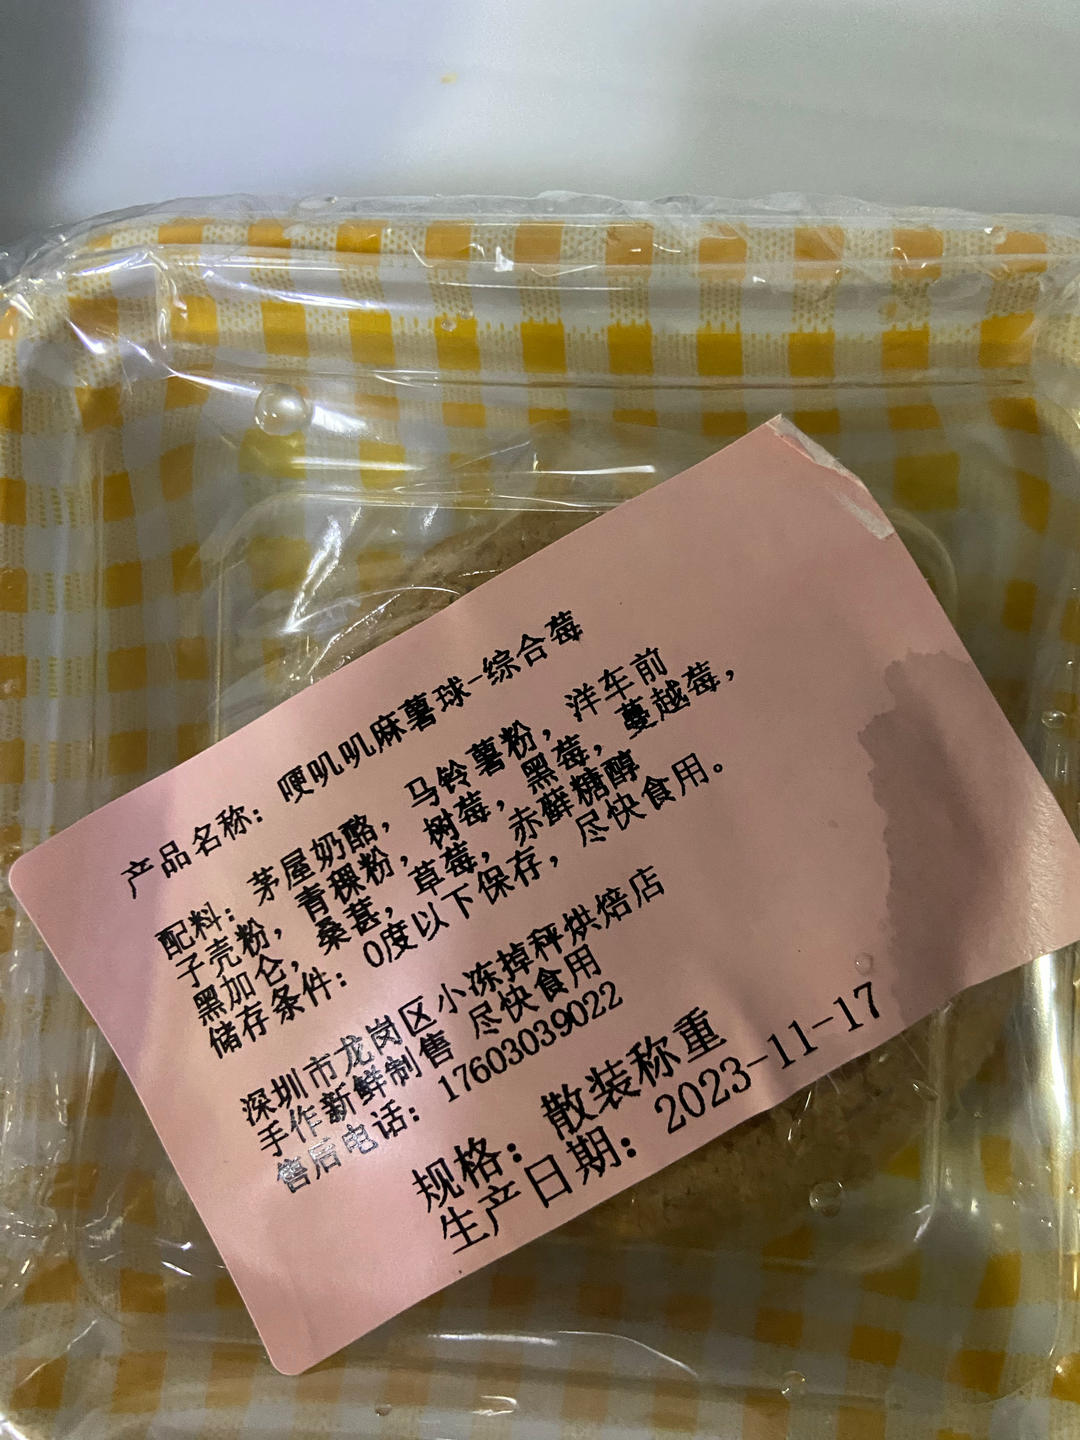 产品名称：哽叽叽麻薯球-综合莓
配料：茅屋奶酪，马铃薯粉，洋车前
子壳粉，青稞粉，树莓，黑莓，蔓越莓，
黑加仑，桑葚，草莓，赤藓糖醇
储存条件：0度以下保存，尽快食用。
深圳市龙岗区小冻掉秤烘焙店
手作新鲜制售 尽快食用
售后电话：17603039022
规格：散装称重
生产日期：2023-11-17